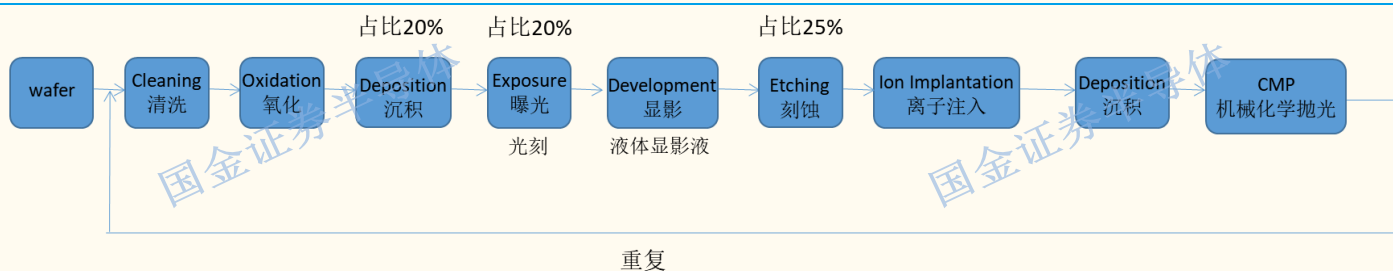 占比20%
占比20%
占比25%
wafer
Cleaning
清洗
Oxidation
氧化
Deposition
沉积
Exposure
曝光
Development
显影
Etching
刻蚀
Ion Implantation
离子注入
Deposition
沉积
CMP
机械化学抛光
光刻
液体显影液
国金证券半导体
国金证券半导体
重复